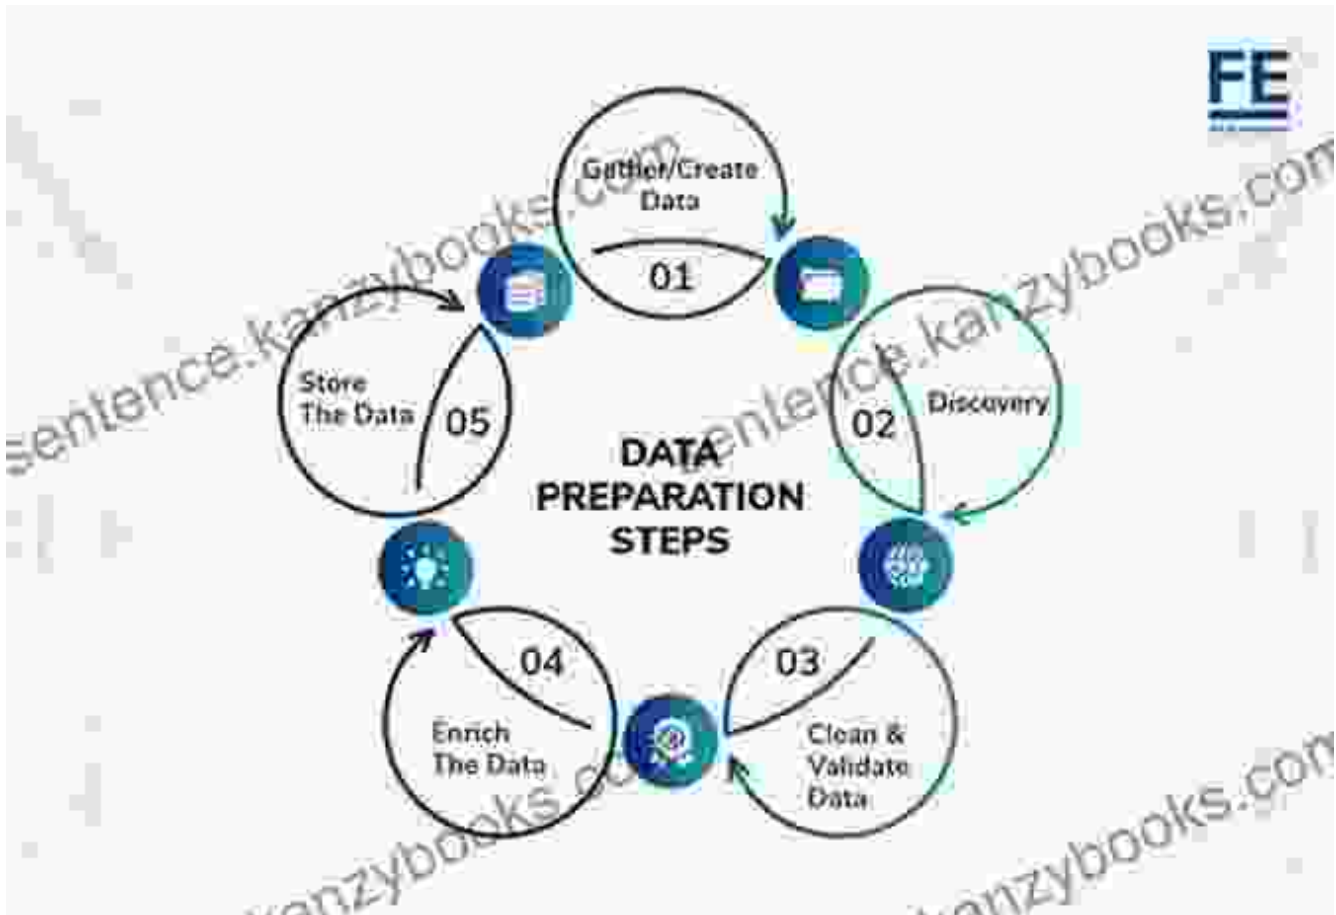 FE
Gather/Create
Data
01
02
Discovery
03
Clean &
Validate
Data
04
Enrich
The Data
05
Store
The Data
DATA
PREPARATION
STEPS
sentence.kanzybooks.com
sentence.kanzybooks.com
kanzybooks.com
kanzybooks.com